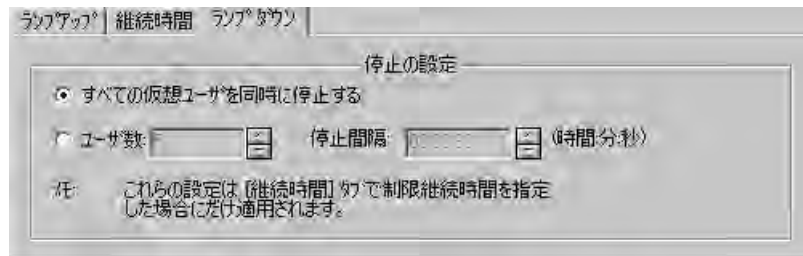 ランプアップ 継続時間 ランプダウン
停止の設定
すべての仮想ユーザを同時に停止する
ユーザ数: 停止間隔: (時間:分:秒)
メモ: これらの設定は [継続時間] タブで制限継続時間を指定
した場合にだけ適用されます。